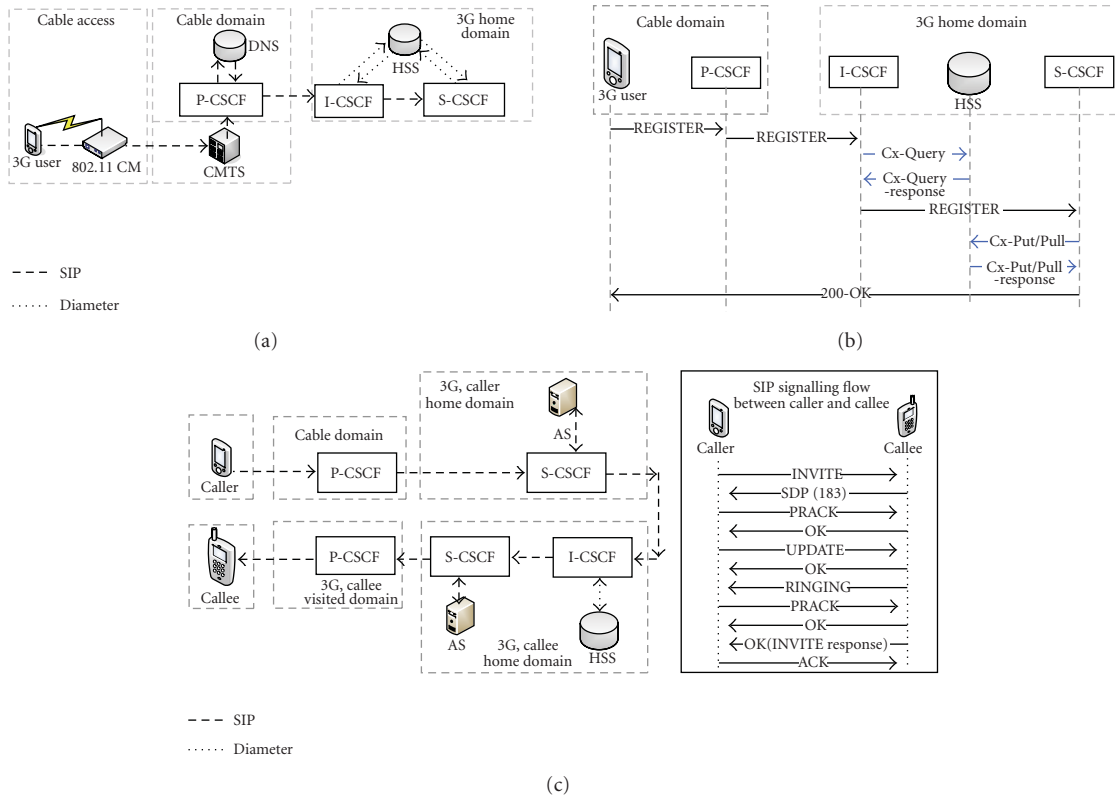 Cable access
Cable domain
3G home
domain
DNS
HSS
P-CSCF
I-CSCF
S-CSCF
3G user
802.11 CM
CMTS
SIP
Diameter
(a)
Cable domain
3G home domain
P-CSCF
I-CSCF
S-CSCF
3G user
HSS
REGISTER
REGISTER
Cx-Query
Cx-Query
-response
REGISTER
Cx-Put/Pull
Cx-Put/Pull
-response
200-OK
(b)
3G, caller
home domain
AS
Cable domain
Caller
P-CSCF
S-CSCF
P-CSCF
S-CSCF
I-CSCF
Callee
3G, callee
visited domain
AS
3G, callee
home domain
HSS
SIP signalling flow
between caller and callee
Caller
Callee
INVITE
SDP (183)
PRACK
OK
UPDATE
OK
RINGING
PRACK
OK
OK(INVITE response)
ACK
SIP
Diameter
(c)